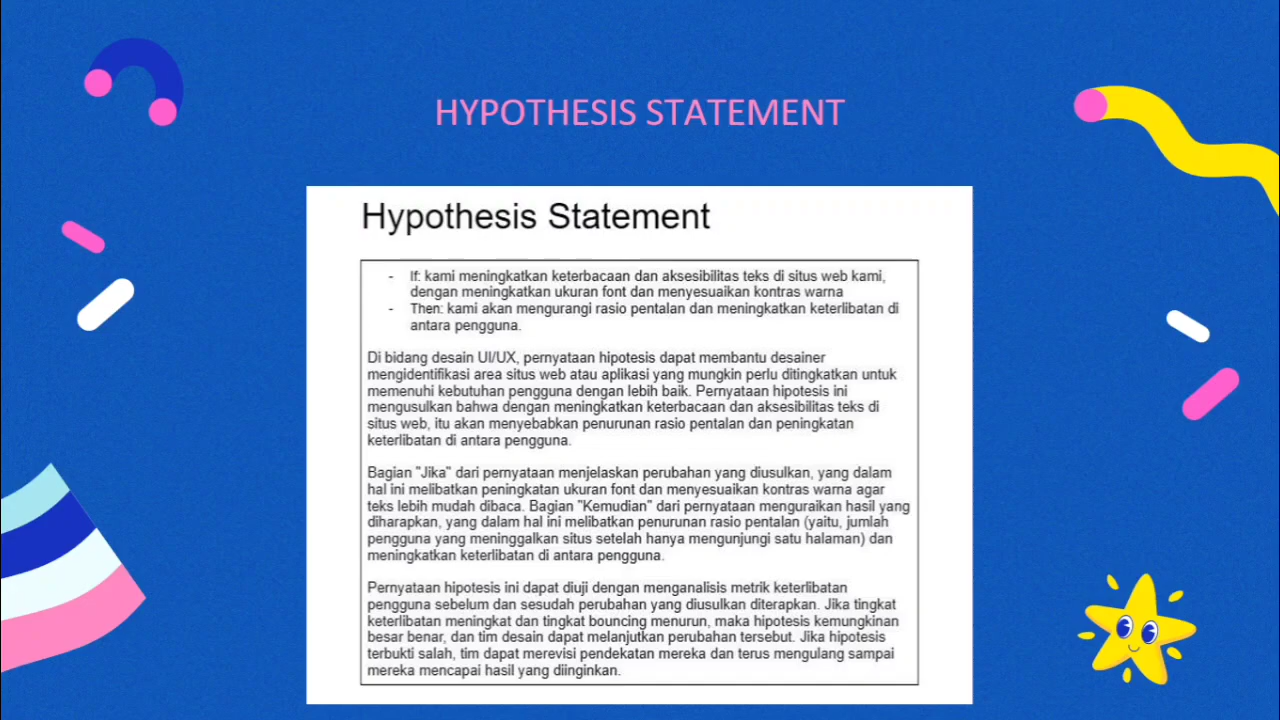 HYPOTHESIS STATEMENT
Hypothesis Statement
- If: kami meningkatkan keterbacaan dan aksesibilitas teks di situs web kami,
dengan meningkatkan ukuran font dan menyesuaikan kontras warna
- Then: kami akan mengurangi rasio pentalan dan meningkatkan keterlibatan di
antara pengguna.
Di bidang desain UI/UX, pernyataan hipotesis dapat membantu desainer
mengidentifikasi area situs web atau aplikasi yang mungkin perlu ditingkatkan untuk
memenuhi kebutuhan pengguna dengan lebih baik. Pernyataan hipotesis ini
mengusulkan bahwa dengan meningkatkan keterbacaan dan aksesibilitas teks di
situs web, itu akan menyebabkan penurunan rasio pentalan dan peningkatan
keterlibatan di antara pengguna.
Bagian "Jika" dari pernyataan menjelaskan perubahan yang diusulkan, yang dalam
hal ini melibatkan peningkatan ukuran font dan menyesuaikan kontras warna agar
teks lebih mudah dibaca. Bagian "Kemudian" dari pernyataan menguraikan hasil yang
diharapkan, yang dalam hal ini melibatkan penurunan rasio pentalan (yaitu, jumlah
pengguna yang meninggalkan situs setelah hanya mengunjungi satu halaman) dan
meningkatkan keterlibatan di antara pengguna.
Pernyataan hipotesis ini dapat diuji dengan menganalisis metrik keterlibatan
pengguna sebelum dan sesudah perubahan yang diusulkan diterapkan. Jika tingkat
keterlibatan meningkat dan tingkat bouncing menurun, maka hipotesis kemungkinan
besar benar, dan tim desain dapat melanjutkan perubahan tersebut. Jika hipotesis
terbukti salah, tim dapat merevisi pendekatan mereka dan terus mengulang sampai
mereka mencapai hasil yang diinginkan.